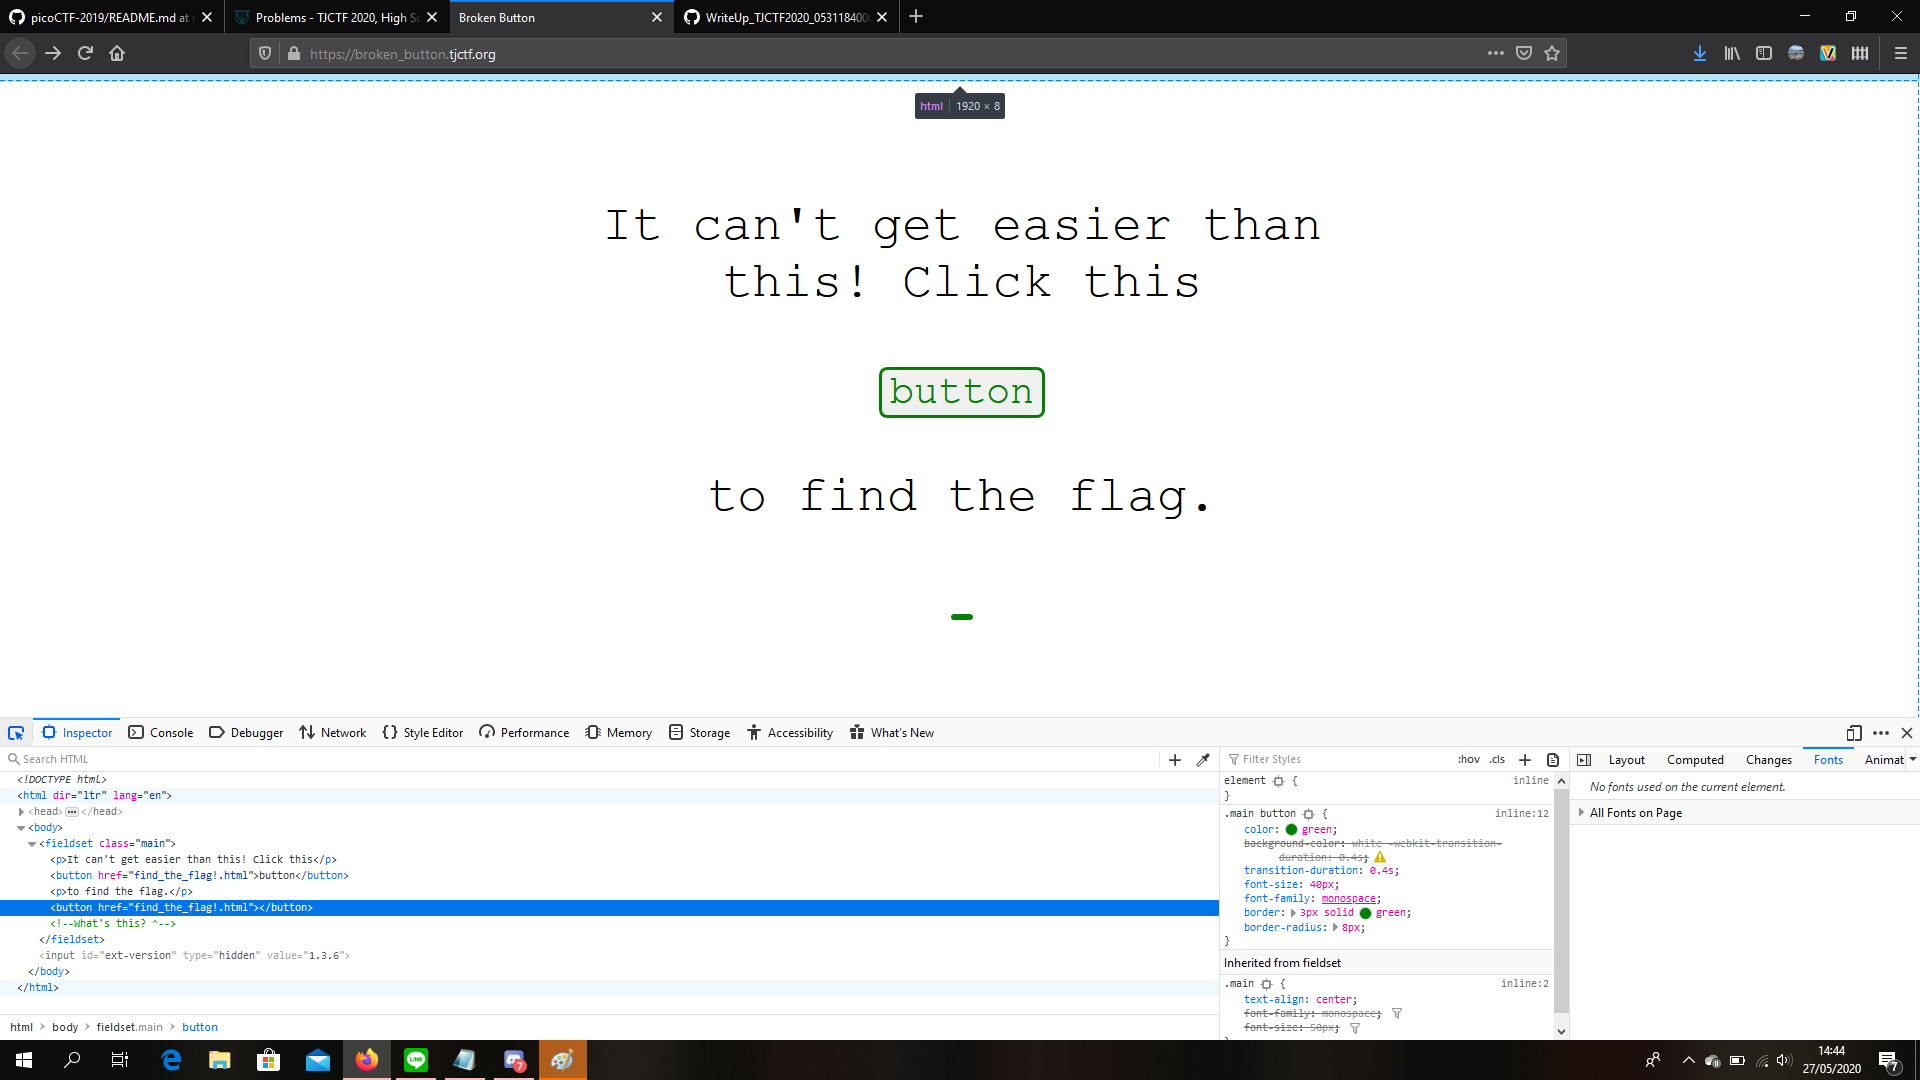 picoCTF-2019/README.md at
Problems - TJCTF 2020, High Sc
Broken Button
WriteUp_TJCTF2020_05311840000
https://broken_button.tjctf.org
html 1920 × 8
It can't get easier than
this! Click this
button
to find the flag.
Inspector Console Debugger Network Style Editor Performance Memory Storage Accessibility What's New
Search HTML
<!DOCTYPE html>
<html dir="ltr" lang="en">
<head> ••• </head>
<body>
<fieldset class="main">
<p>It can't get easier than this! Click this</p>
<button href="find_the_flag!.html">button</button>
<p>to find the flag.</p>
<button href="find_the_flag!.html"></button>
<!--What's this? ^-->
</fieldset>
<input id="ext-version" type="hidden" value="1.3.6">
</body>
</html>
html > body > fieldset.main > button
Filter Styles :hov .cls
element { inline
}
.main button { inline:12
color: green;
background-color: white -webkit-transition-
duration: 0.4s;
transition-duration: 0.4s;
font-size: 40px;
font-family: monospace;
border: 3px solid green;
border-radius: 8px;
}
Inherited from fieldset
.main { inline:2
text-align: center;
font-family: monospace;
font-size: 50px;
Layout Computed Changes Fonts Animat
No fonts used on the current element.
All Fonts on Page
LINE
7
14:44
27/05/2020
7